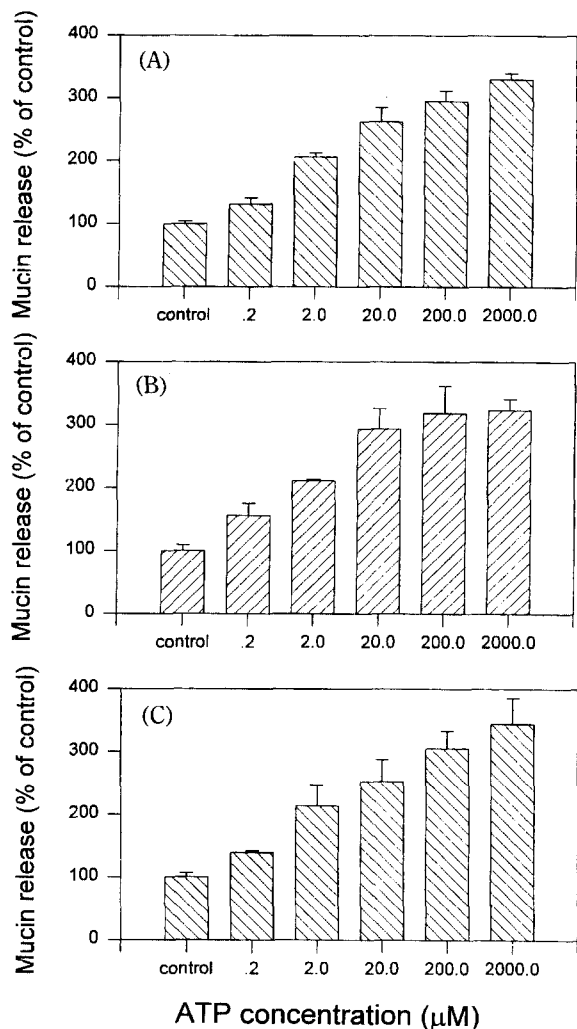 Mucin release (% of control)
400
300
200
100
0
(A)
control .2 2.0 20.0 200.0 2000.0
Mucin release (% of control)
400
300
200
100
0
(B)
control .2 2.0 20.0 200.0 2000.0
Mucin release (% of control)
400
300
200
100
0
(C)
control .2 2.0 20.0 200.0 2000.0
ATP concentration (μM)